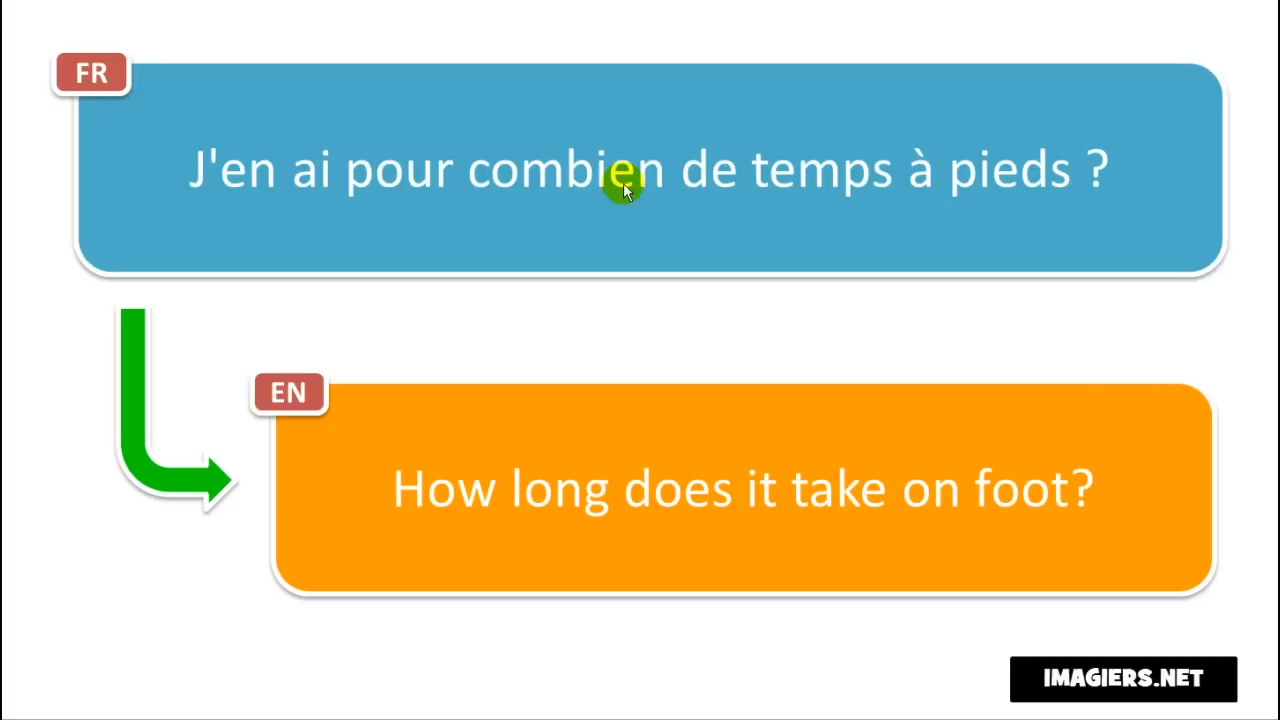 FR
J'en ai pour combien de temps à pieds ?
EN
How long does it take on foot?
IMAGIERS.NET